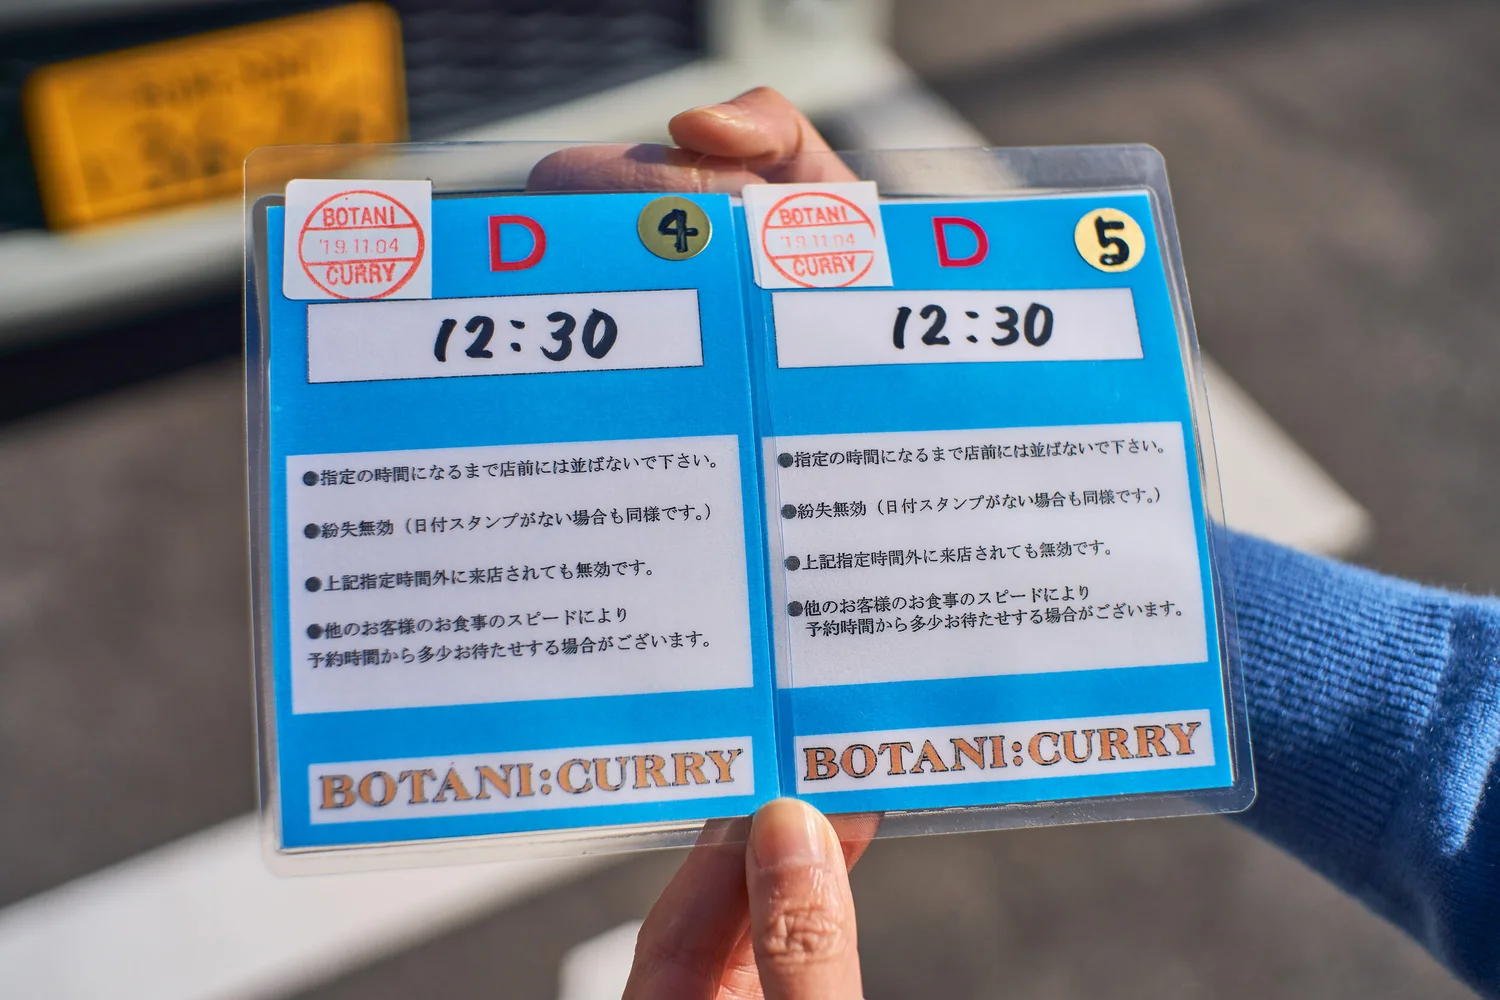 BOTANI
'19.11.04
CURRY
D
4
12:30
●指定の時間になるまで店前には並ばないで下さい。
●紛失無効（日付スタンプがない場合も同様です。）
●上記指定時間外に来店されても無効です。
●他のお客様のお食事のスピードにより
予約時間から多少お待たせする場合がございます。
BOTANI:CURRY
BOTANI
'19.11.04
CURRY
D
5
12:30
●指定の時間になるまで店前には並ばないで下さい。
●紛失無効（日付スタンプがない場合も同様です。）
●上記指定時間外に来店されても無効です。
●他のお客様のお食事のスピードにより
予約時間から多少お待たせする場合がございます。
BOTANI:CURRY